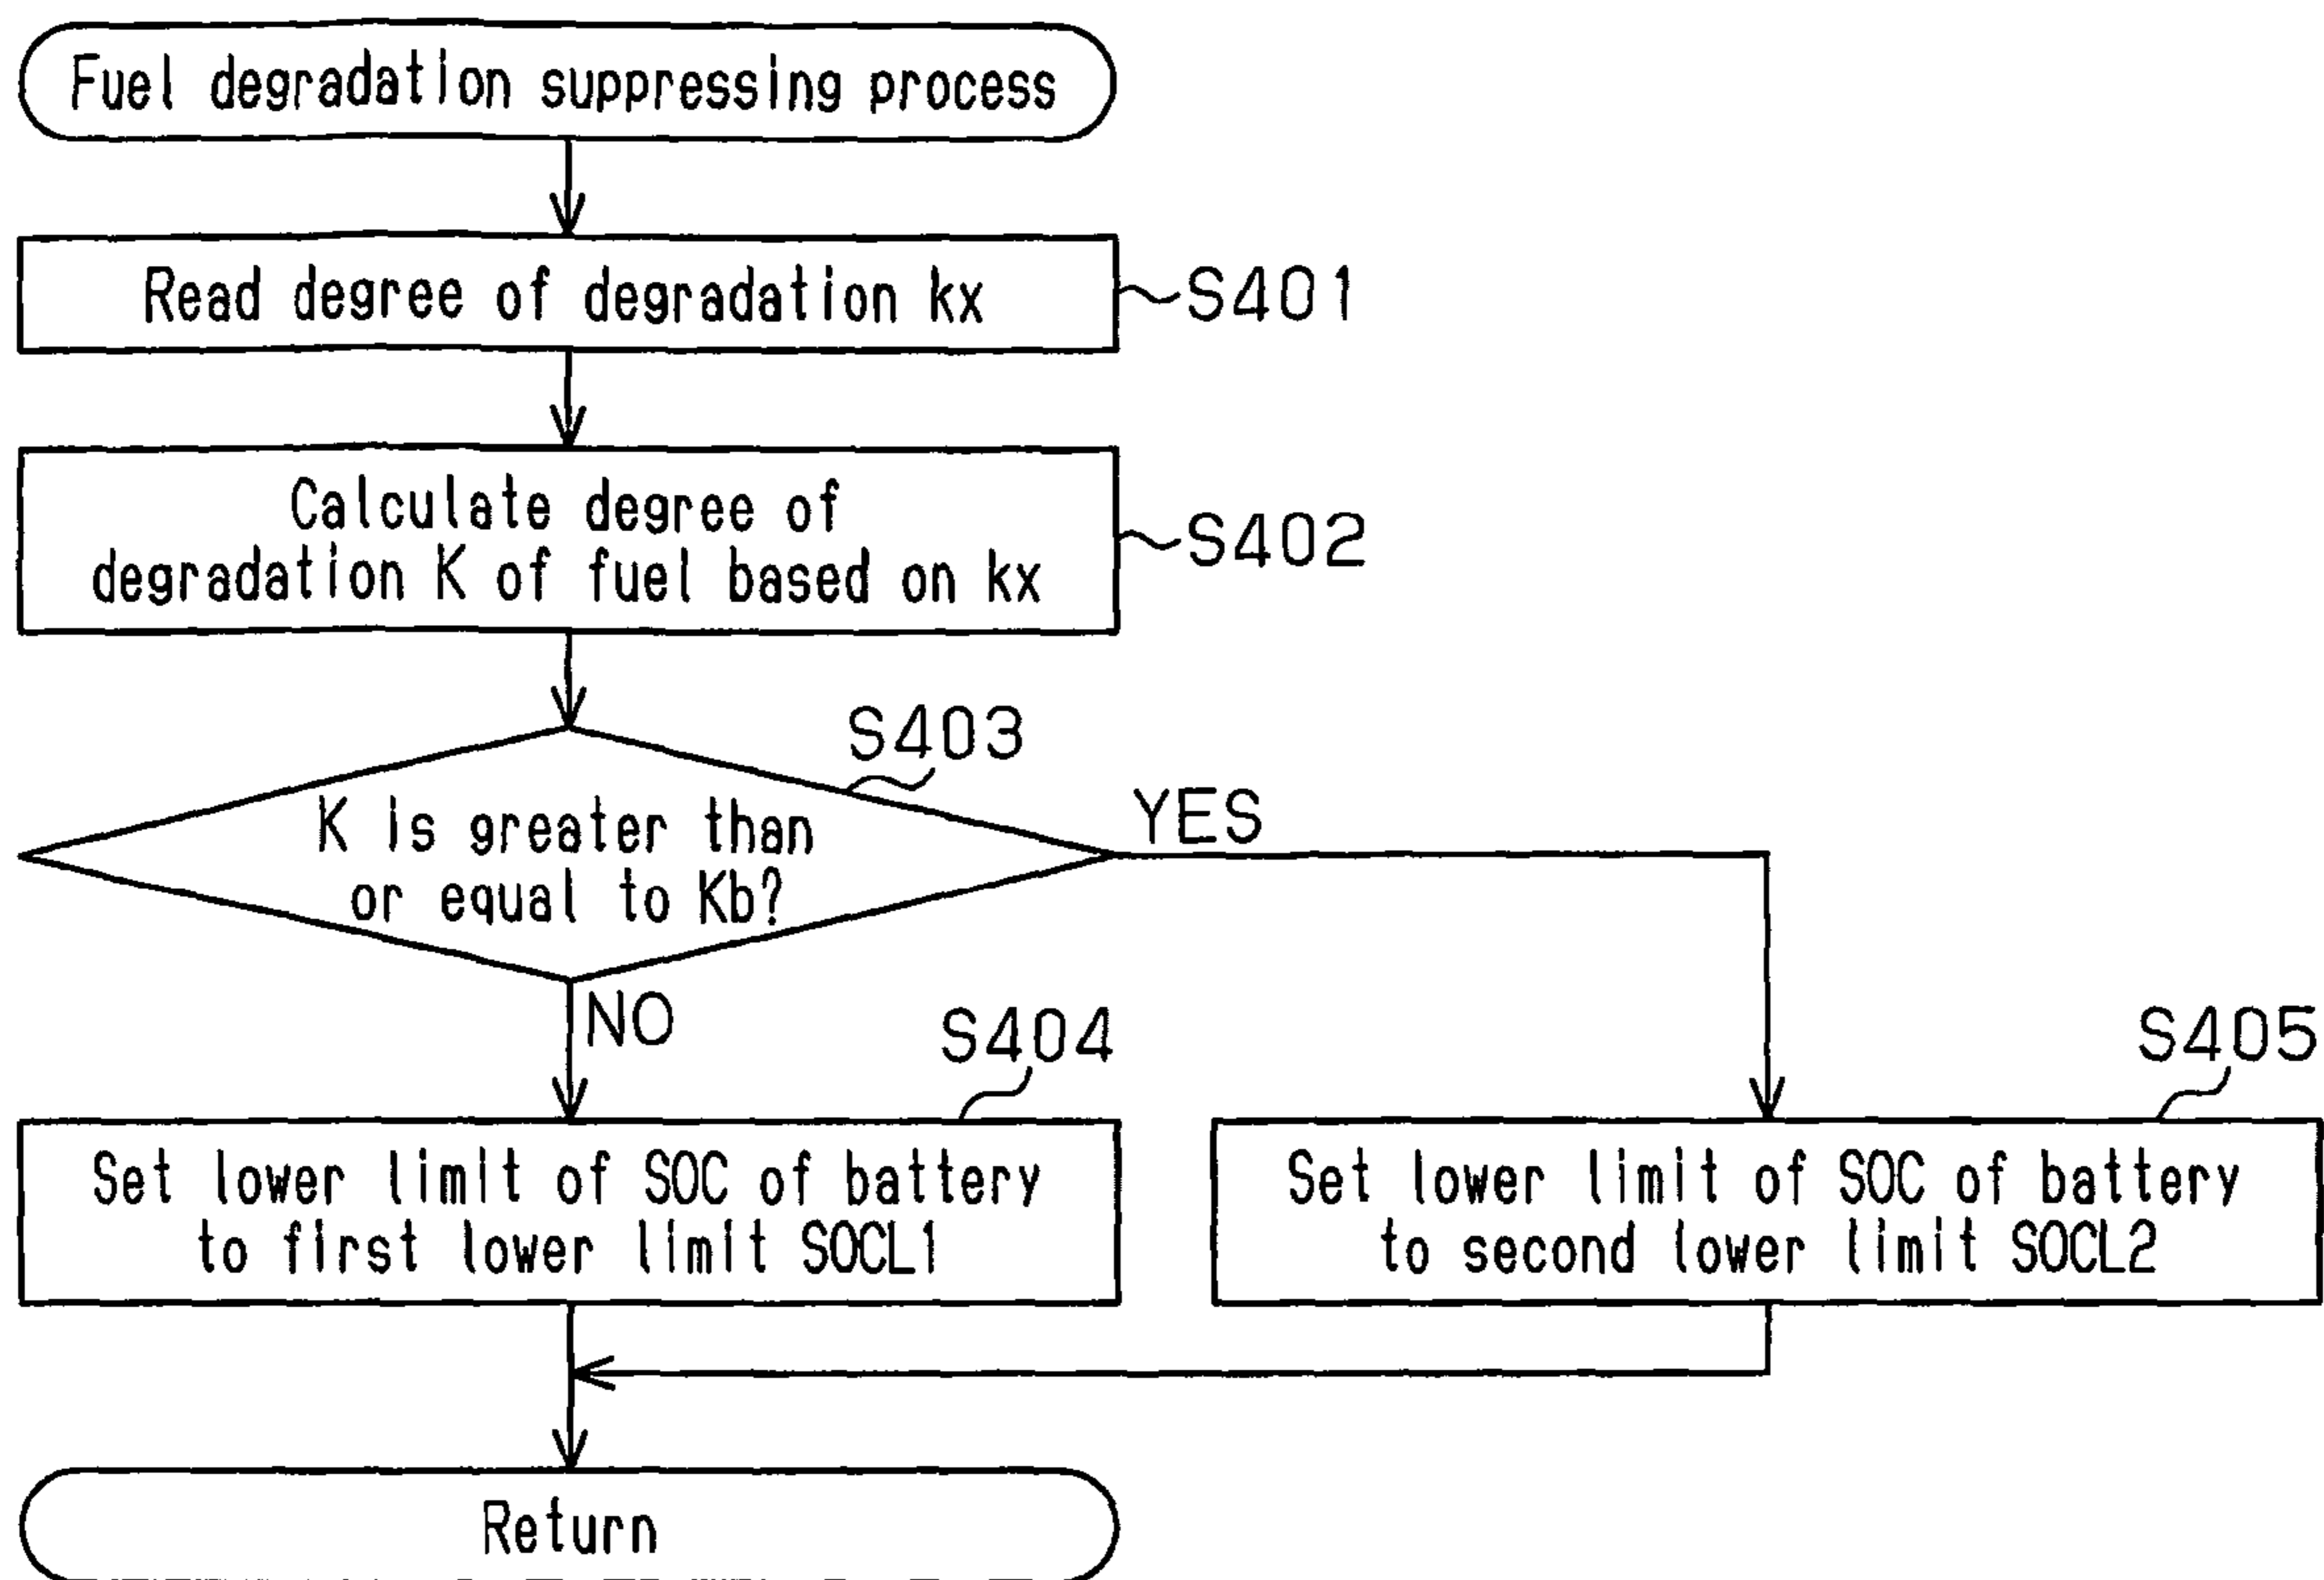 Fuel degradation suppressing process
Read degree of degradation kx
S401
Calculate degree of
degradation K of fuel based on kx
S402
S403
K is greater than
or equal to Kb?
YES
NO
S404
Set lower limit of SOC of battery
to first lower limit SOCL1
S405
Set lower limit of SOC of battery
to second lower limit SOCL2
Return